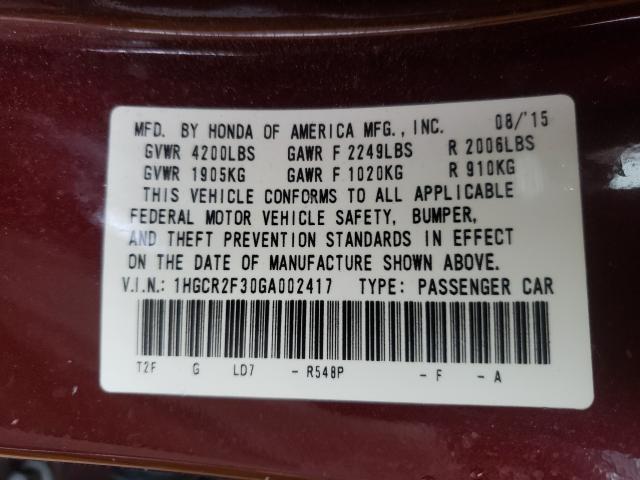 MFD. BY HONDA OF AMERICA MFG., INC. 08/'15
GVWR 4200LBS GAWR F 2249LBS R 2006LBS
GVWR 1905KG GAWR F 1020KG R 910KG
THIS VEHICLE CONFORMS TO ALL APPLICABLE
FEDERAL MOTOR VEHICLE SAFETY, BUMPER,
AND THEFT PREVENTION STANDARDS IN EFFECT
ON THE DATE OF MANUFACTURE SHOWN ABOVE.
V.I.N.: 1HGCR2F30GA002417 TYPE: PASSENGER CAR
T2F G LD7 - R548P - F - A